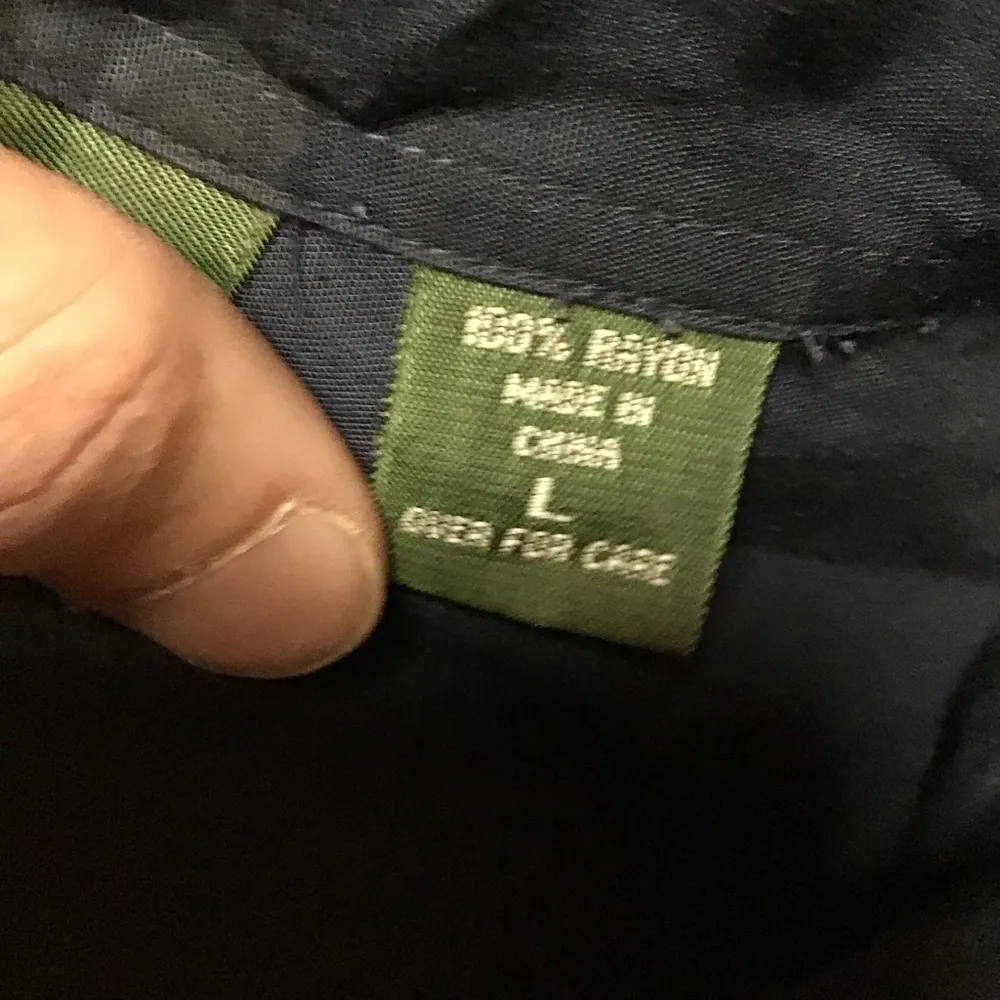 100% RAYON
MADE IN
CHINA
L
OVER FOR CARE